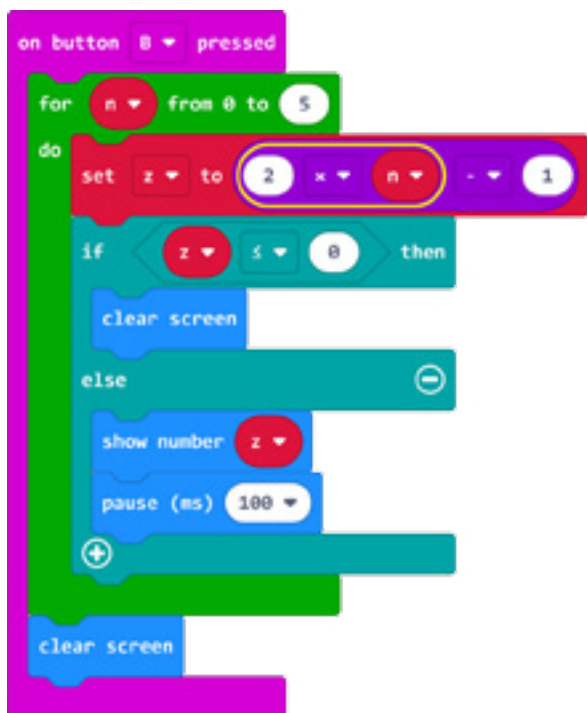 on button B pressed
for n from 0 to 5
do
set z to 2 × n - 1
if z ≤ 0 then
clear screen
else
show number z
pause (ms) 100
clear screen